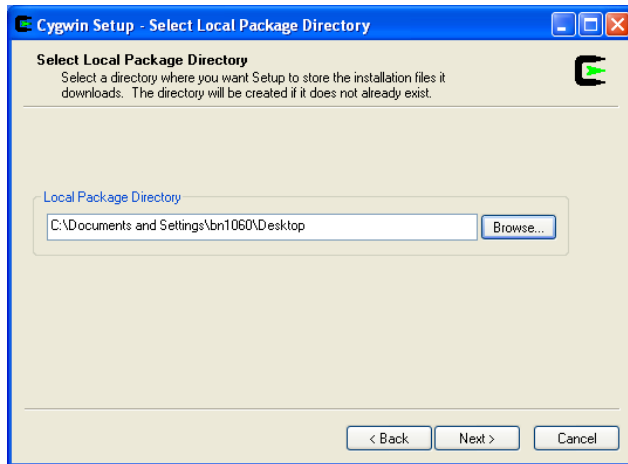 Cygwin Setup - Select Local Package Directory
Select Local Package Directory
Select a directory where you want Setup to store the installation files it
downloads. The directory will be created if it does not already exist.
Local Package Directory
C:\Documents and Settings\bn1060\Desktop
Browse...
< Back
Next >
Cancel